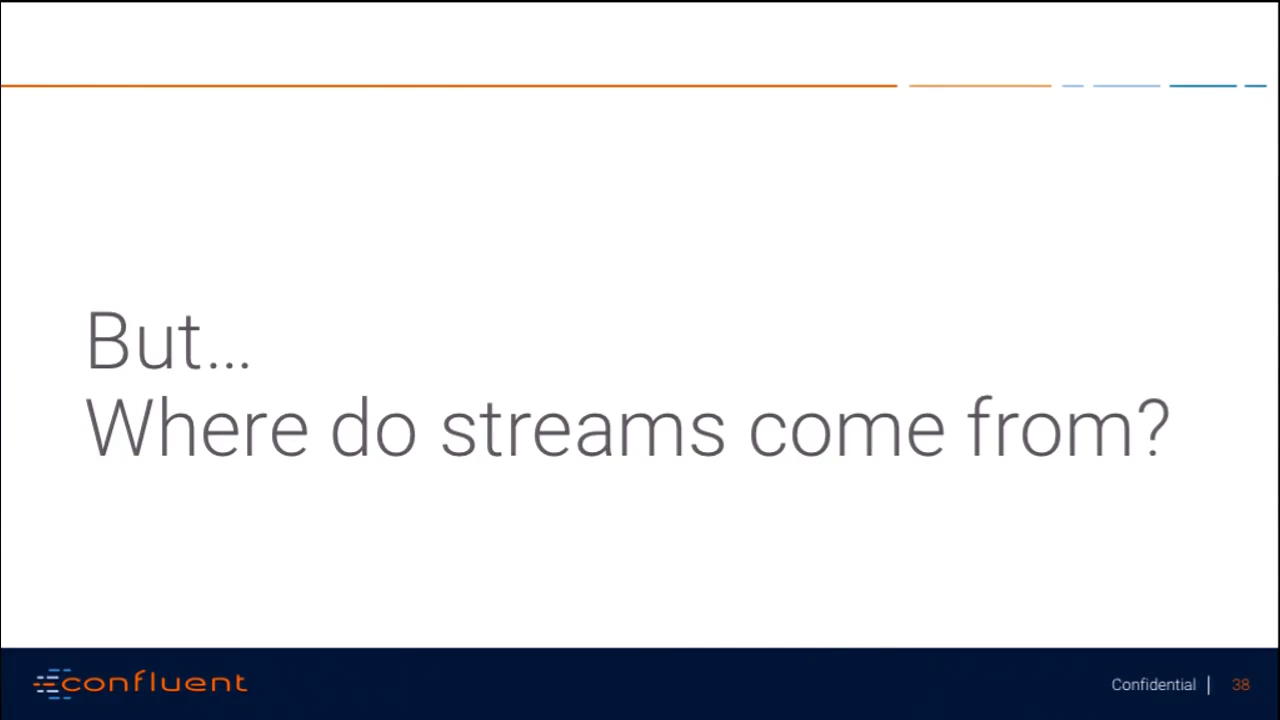 But...
Where do streams come from?
confluent
Confidential | 38